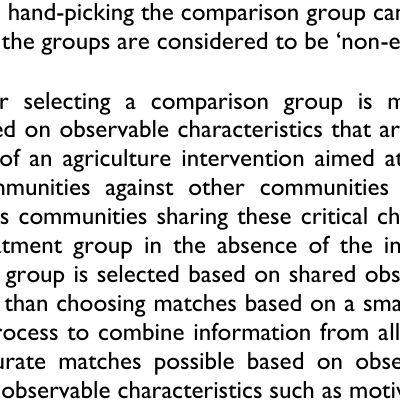 hand-picking the comparison group can
the groups are considered to be ‘non-e
r selecting a comparison group is m
ed on observable characteristics that ar
of an agriculture intervention aimed at
mmunities against other communities
s communities sharing these critical ch
atment group in the absence of the in
group is selected based on shared obs
than choosing matches based on a sma
rocess to combine information from all
urate matches possible based on obse
observable characteristics such as motiv